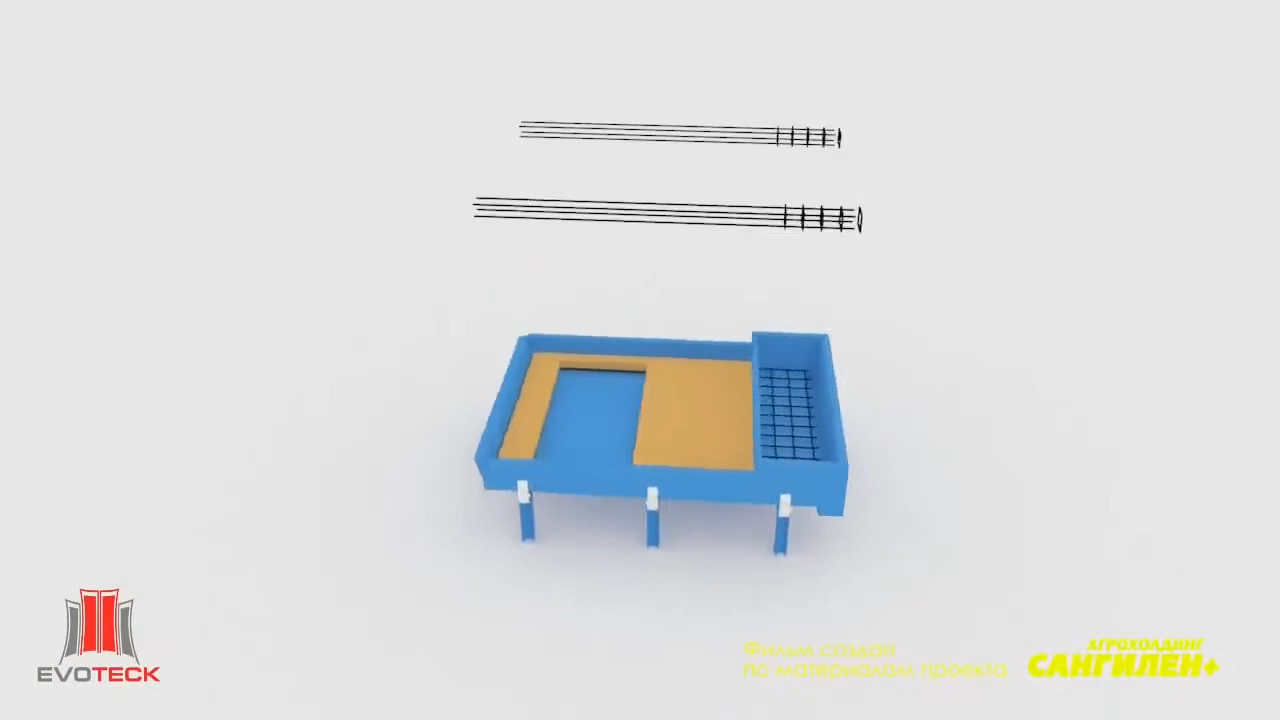 EVOTECK
Фильм создан
по материалам проекта
АГРОХОЛДИНГ
САНГИЛЕН+